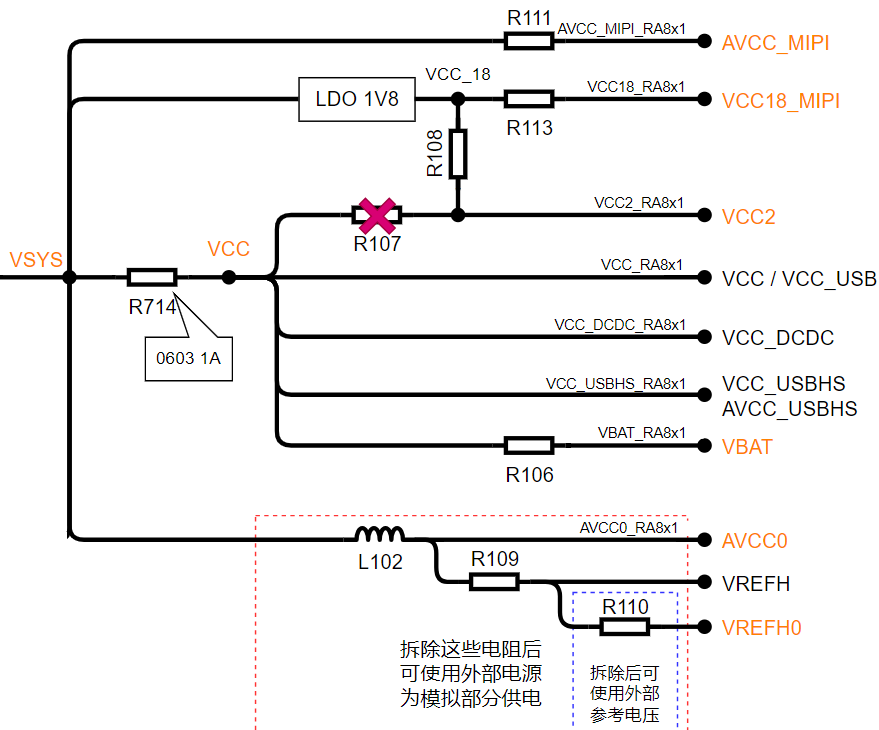 R111
AVCC_MIPI_RA8x1
AVCC_MIPI
VCC_18
VCC18_RA8x1
LDO 1V8
VCC18_MIPI
R113
R108
VCC2_RA8x1
VCC2
R107
VSYS
VCC
VCC_RA8x1
VCC / VCC_USB
R714
0603 1A
VCC_DCDC_RA8x1
VCC_DCDC
VCC_USBHS_RA8x1
VCC_USBHS
AVCC_USBHS
VBAT_RA8x1
VBAT
R106
AVCC0_RA8x1
AVCC0
L102
R109
VREFH
R110
VREFH0
拆除这些电阻后
可使用外部电源
为模拟部分供电
拆除后可
使用外部
参考电压